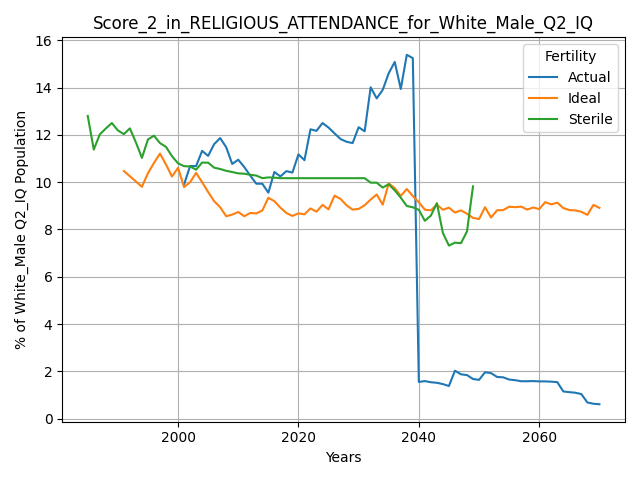 Score_2_in_RELIGIOUS_ATTENDANCE_for_White_Male_Q2_IQ
% of White_Male Q2_IQ Population
16
14
12
10
8
6
4
2
0
Fertility
Actual
Ideal
Sterile
2000
2020
2040
2060
Years